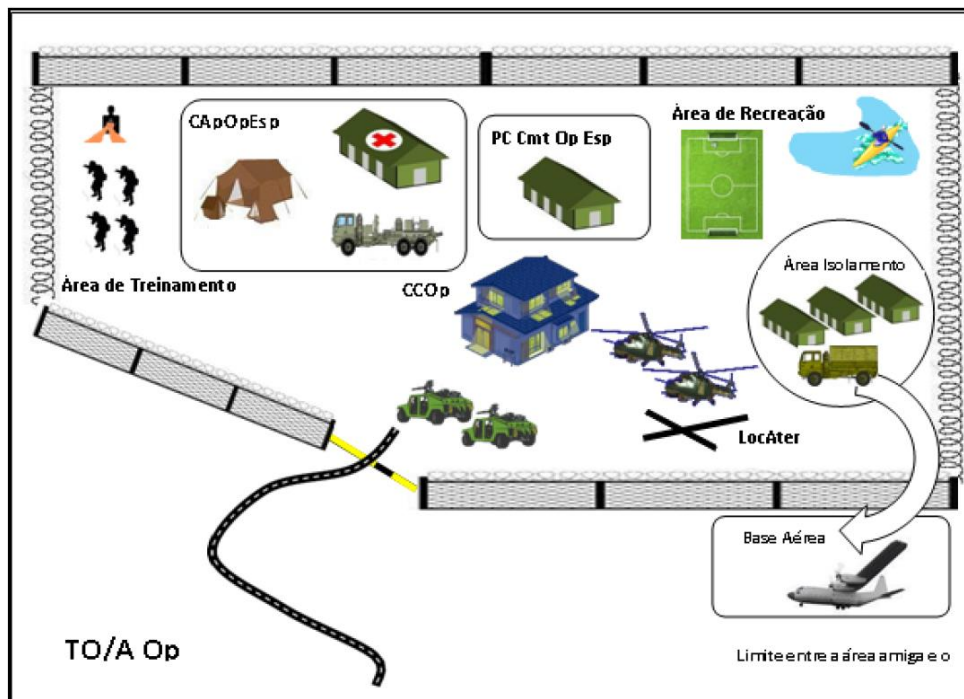 CApOpEsp
PC Cmt Op Esp
Área de Recreação
Área Isolamento
Área de Treinamento
CCOp
LocAter
Base Aérea
TO/A Op
Limite entre a área amiga e o